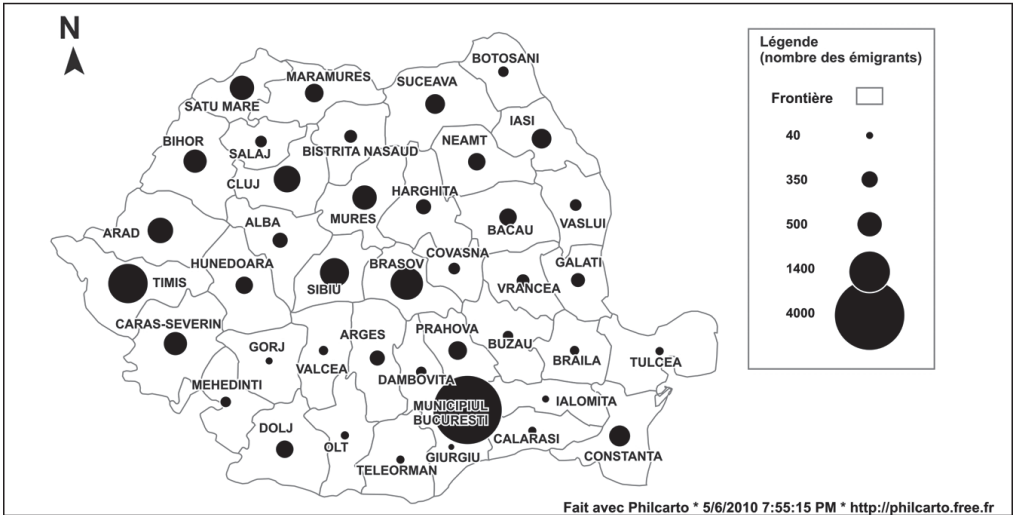 N
BOTOSANI
MARAMURES
SUCEAVA
SATU MARE
IASI
BIHOR
SALAJ
BISTRITA NASAUD
NEAMT
CLUJ
HARGHITA
MURES
VASLUI
ALBA
BACAU
ARAD
COVASNA
HUNEDOARA
BRASOV
GALATI
TIMIS
SIBIU
VRANCEA
CARAS-SEVERIN
ARGES
PRAHOVA
GORJ
BUZAU
VALCEA
BRAILA
TULCEA
MEHEDINTI
DAMBOVITA
MUNICIPIUL
BUCURESTI
IALOMITA
DOLJ
CALARASI
OLT
GIURGIU
CONSTANTA
TELEORMAN
Légende
(nombre des émigrants)
Frontière
40
350
500
1400
4000
Fait avec Philcarto * 5/6/2010 7:55:15 PM * http://philcarto.free.fr